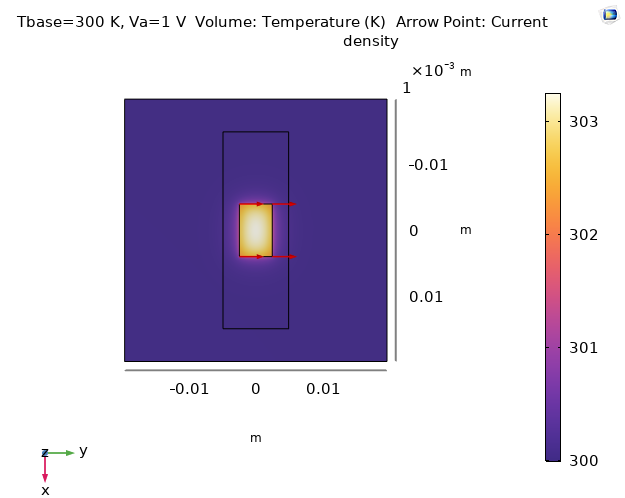 Tbase=300 K, Va=1 V  Volume: Temperature (K)  Arrow Point: Current
density
×10⁻³ m
1
303
-0.01
0
m
302
0.01
301
-0.01
0
0.01
m
300
z
y
x